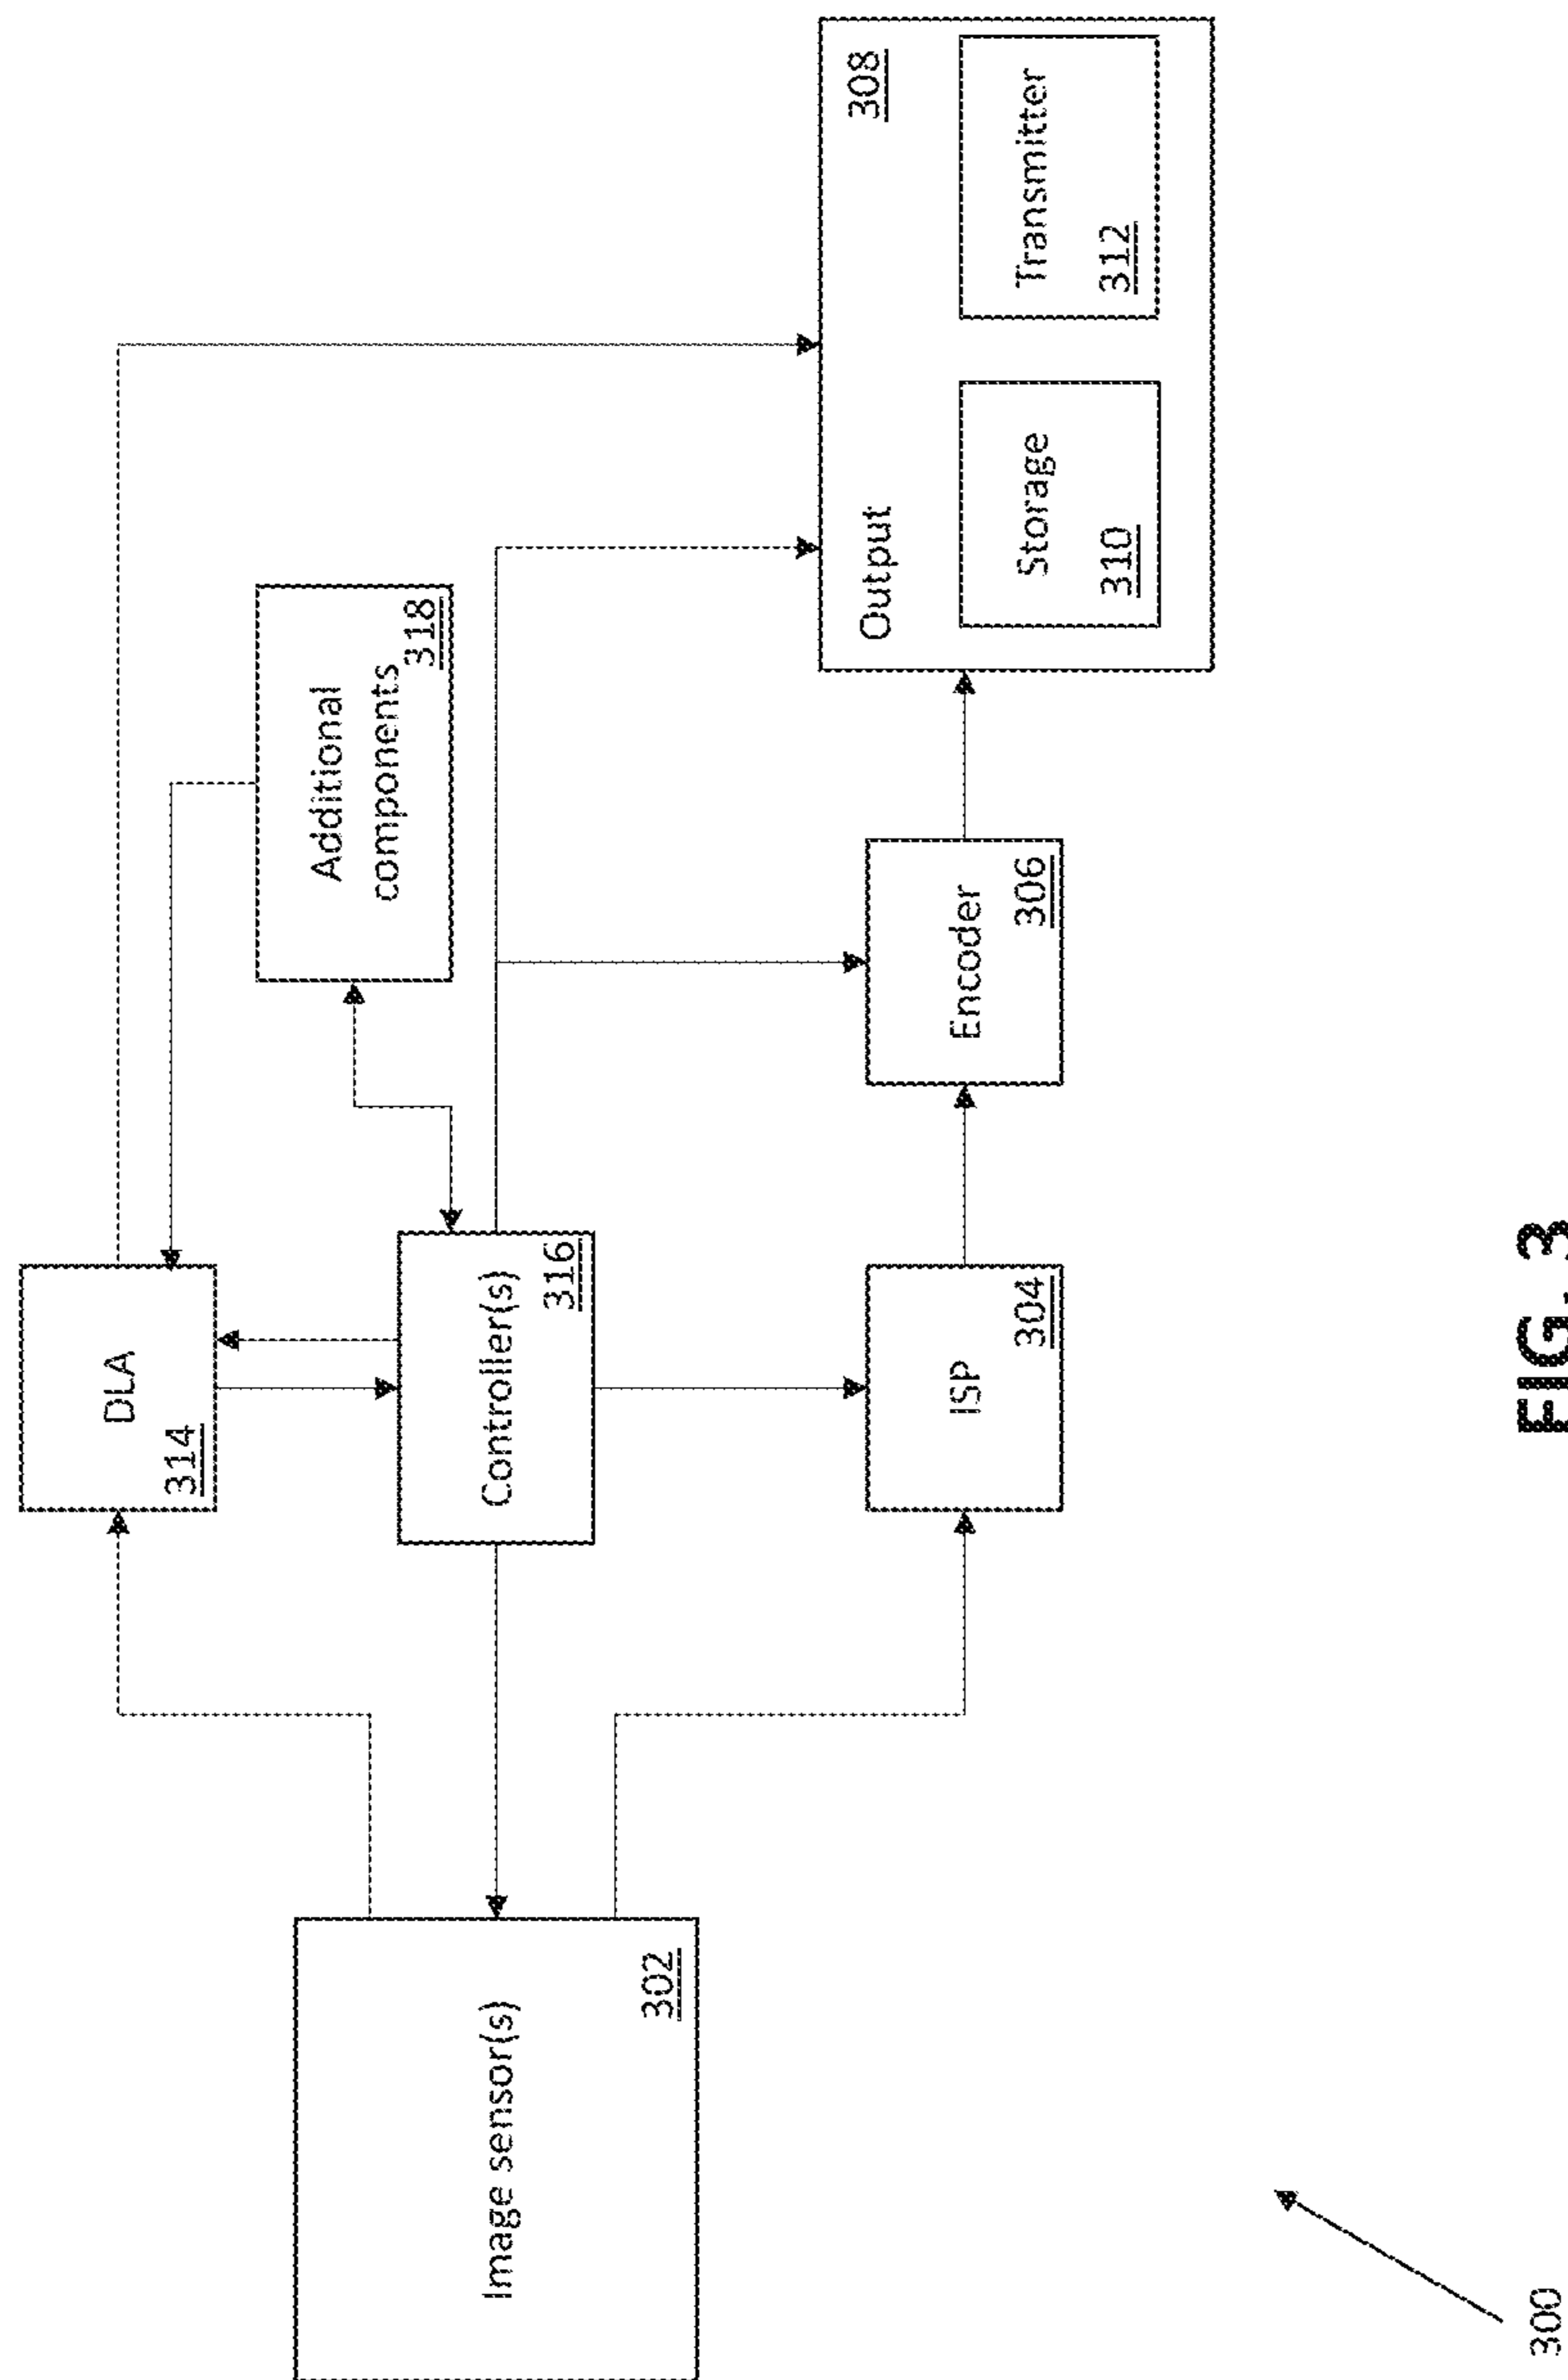 DLA
314
Additional
components
318
Image sensor(s)
302
Controller(s)
316
308
Output
ISP
304
Encoder
306
Storage
310
Transmitter
312
300
FIG. 3